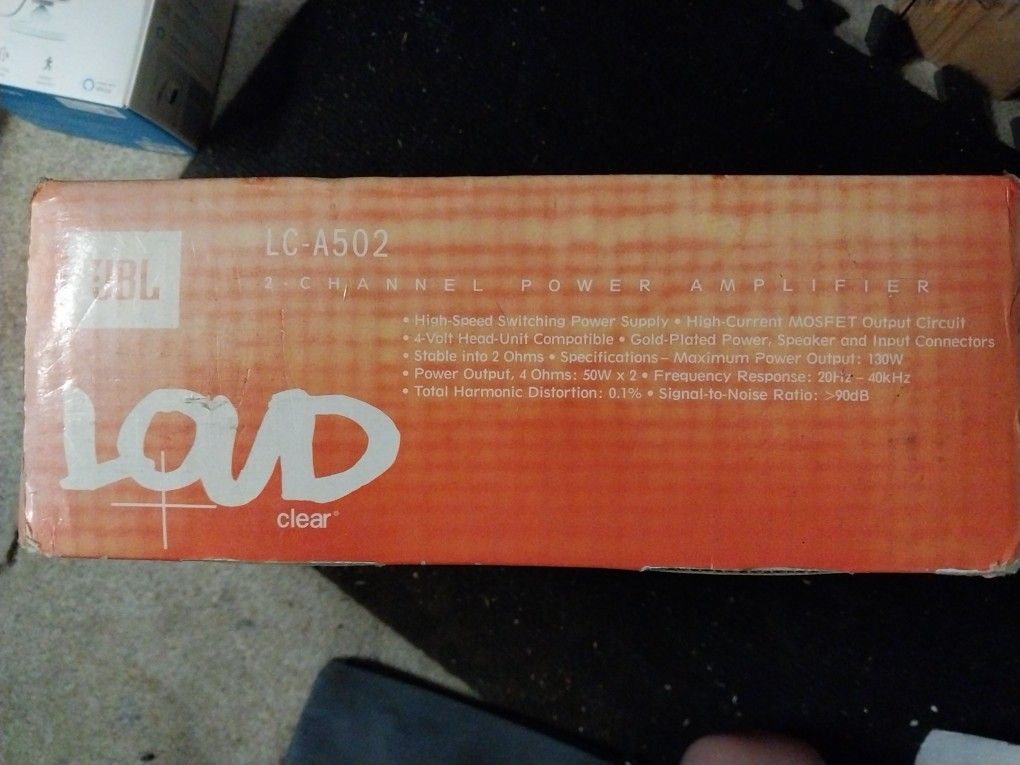 JBL
LC-A502
2-CHANNEL POWER AMPLIFIER
• High-Speed Switching Power Supply • High-Current MOSFET Output Circuit
• 4-Volt Head-Unit Compatible • Gold-Plated Power, Speaker and Input Connectors
• Stable into 2 Ohms • Specifications – Maximum Power Output: 130W
• Power Output, 4 Ohms: 50W x 2 • Frequency Response: 20Hz – 40kHz
• Total Harmonic Distortion: 0.1% • Signal-to-Noise Ratio: >90dB
LOUD
clear®